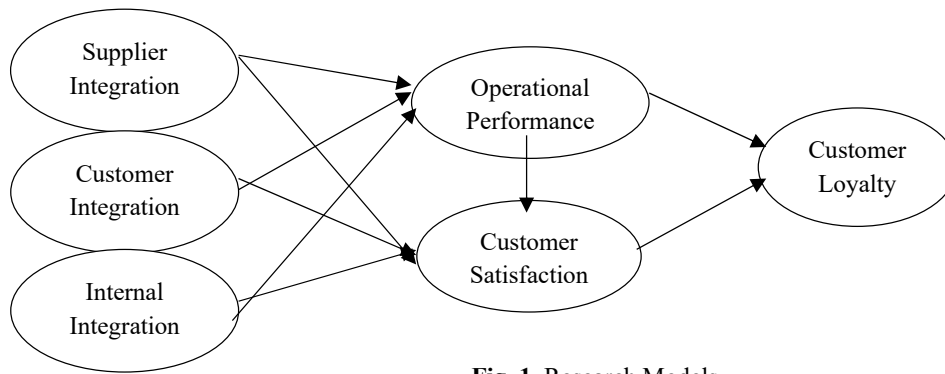 Supplier
Integration
Operational
Performance
Customer
Loyalty
Customer
Integration
Customer
Satisfaction
Internal
Integration
Fig. 1. Research Models